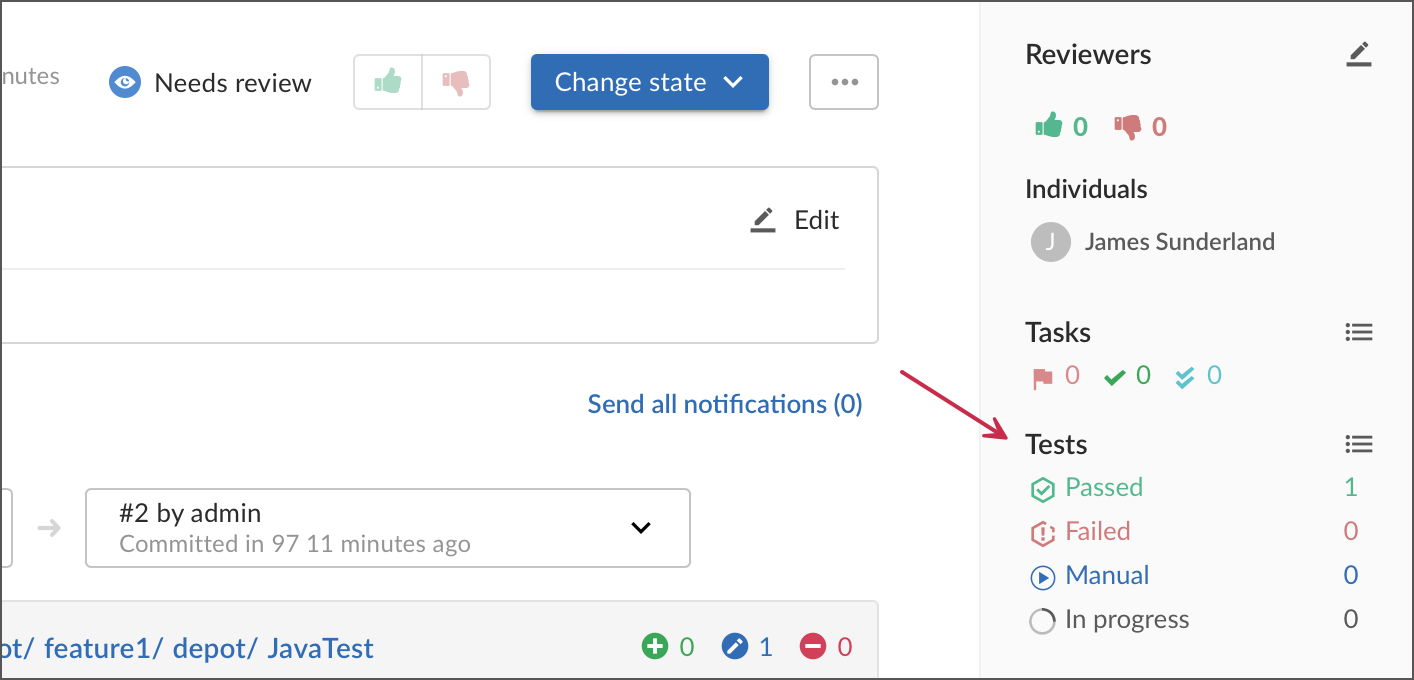 nutes
Needs review
Change state
Edit
Send all notifications (0)
#2 by admin
Committed in 97 11 minutes ago
ot/ feature1/ depot/ JavaTest
0 1 0
Reviewers
0 0
Individuals
J James Sunderland
Tasks
0 0 0
Tests
Passed 1
Failed 0
Manual 0
In progress 0